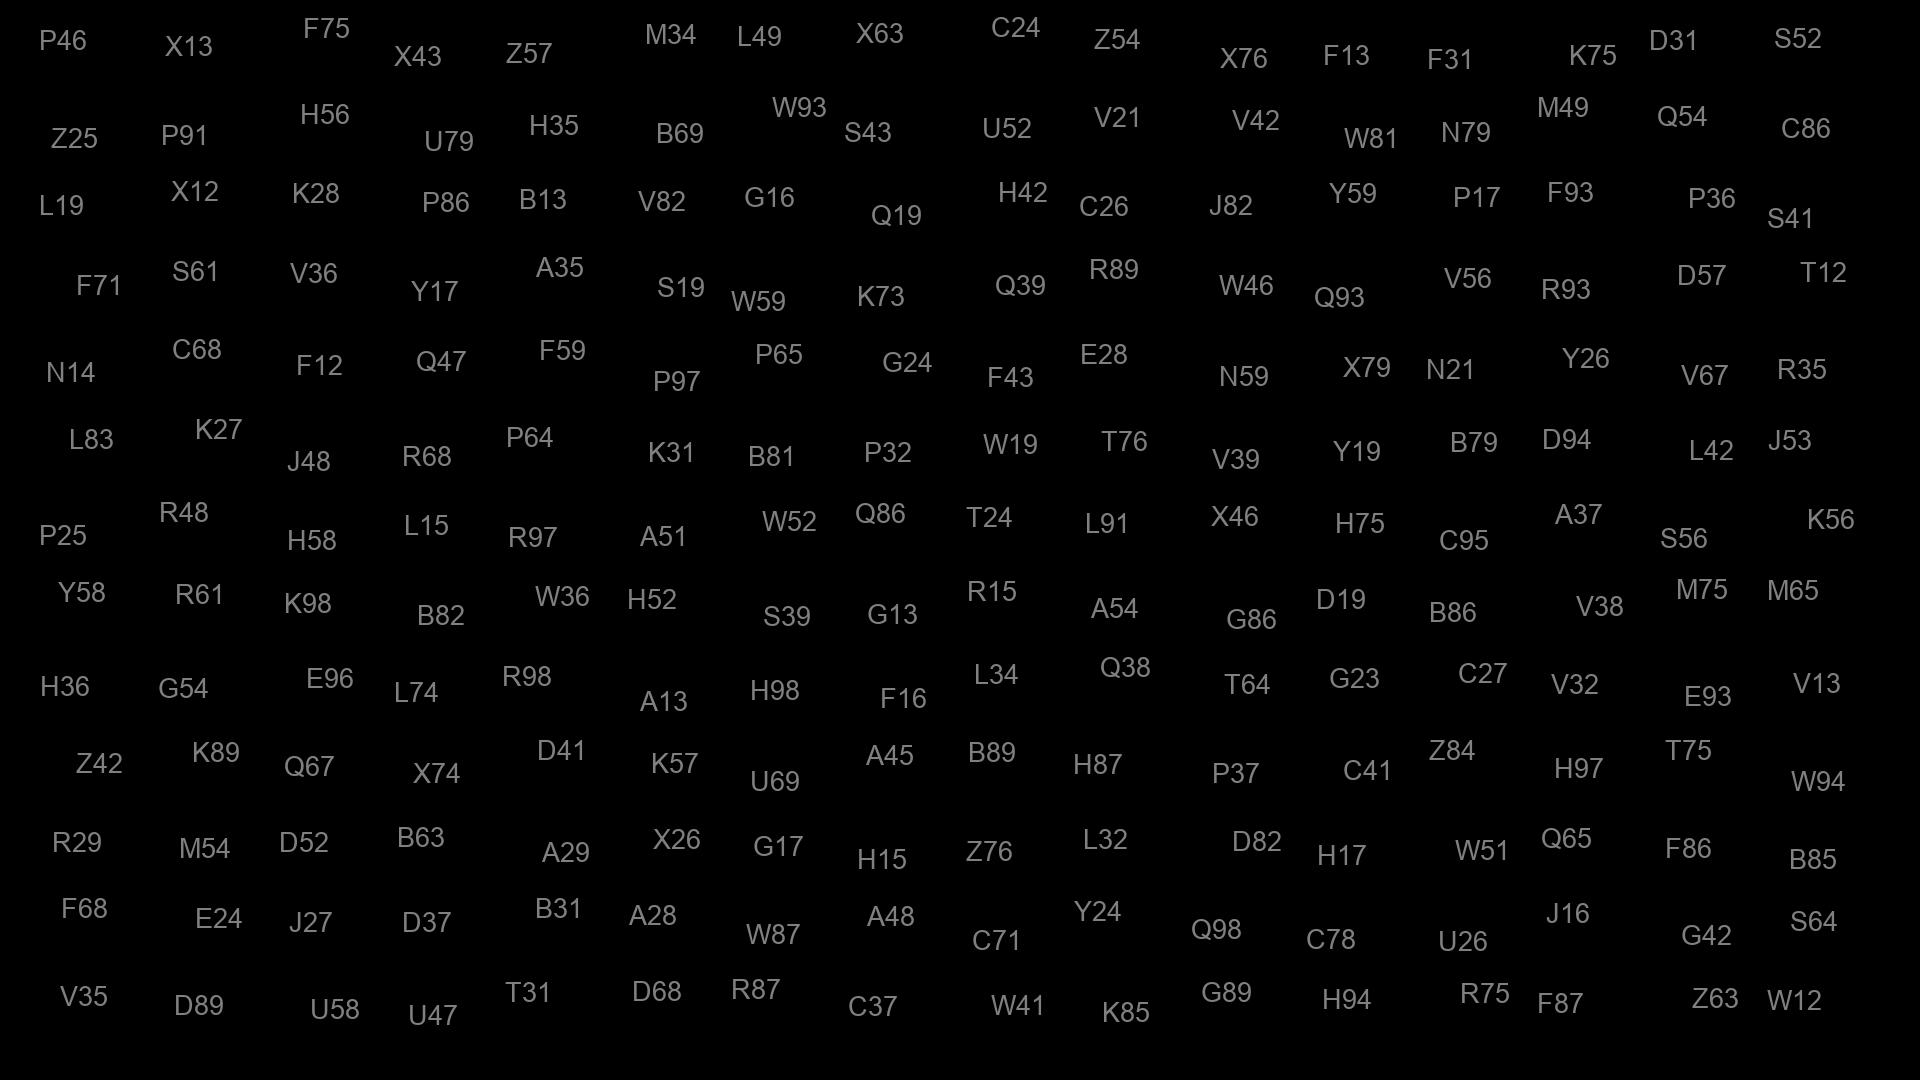 P46 X13 F75 X43 Z57 M34 L49 X63 C24 Z54 X76 F13 F31 K75 D31 S52
Z25 P91 H56 U79 H35 B69 W93 S43 U52 V21 V42 W81 N79 M49 Q54 C86
L19 X12 K28 P86 B13 V82 G16 Q19 H42 C26 J82 Y59 P17 F93 P36 S41
F71 S61 V36 Y17 A35 S19 W59 K73 Q39 R89 W46 Q93 V56 R93 D57 T12
N14 C68 F12 Q47 F59 P97 P65 G24 F43 E28 N59 X79 N21 Y26 V67 R35
L83 K27 J48 R68 P64 K31 B81 P32 W19 T76 V39 Y19 B79 D94 L42 J53
P25 R48 H58 L15 R97 A51 W52 Q86 T24 L91 X46 H75 C95 A37 S56 K56
Y58 R61 K98 B82 W36 H52 S39 G13 R15 A54 G86 D19 B86 V38 M75 M65
H36 G54 E96 L74 R98 A13 H98 F16 L34 Q38 T64 G23 C27 V32 E93 V13
Z42 K89 Q67 X74 D41 K57 U69 A45 B89 H87 P37 C41 Z84 H97 T75 W94
R29 M54 D52 B63 A29 X26 G17 H15 Z76 L32 D82 H17 W51 Q65 F86 B85
F68 E24 J27 D37 B31 A28 W87 A48 C71 Y24 Q98 C78 U26 J16 G42 S64
V35 D89 U58 U47 T31 D68 R87 C37 W41 K85 G89 H94 R75 F87 Z63 W12